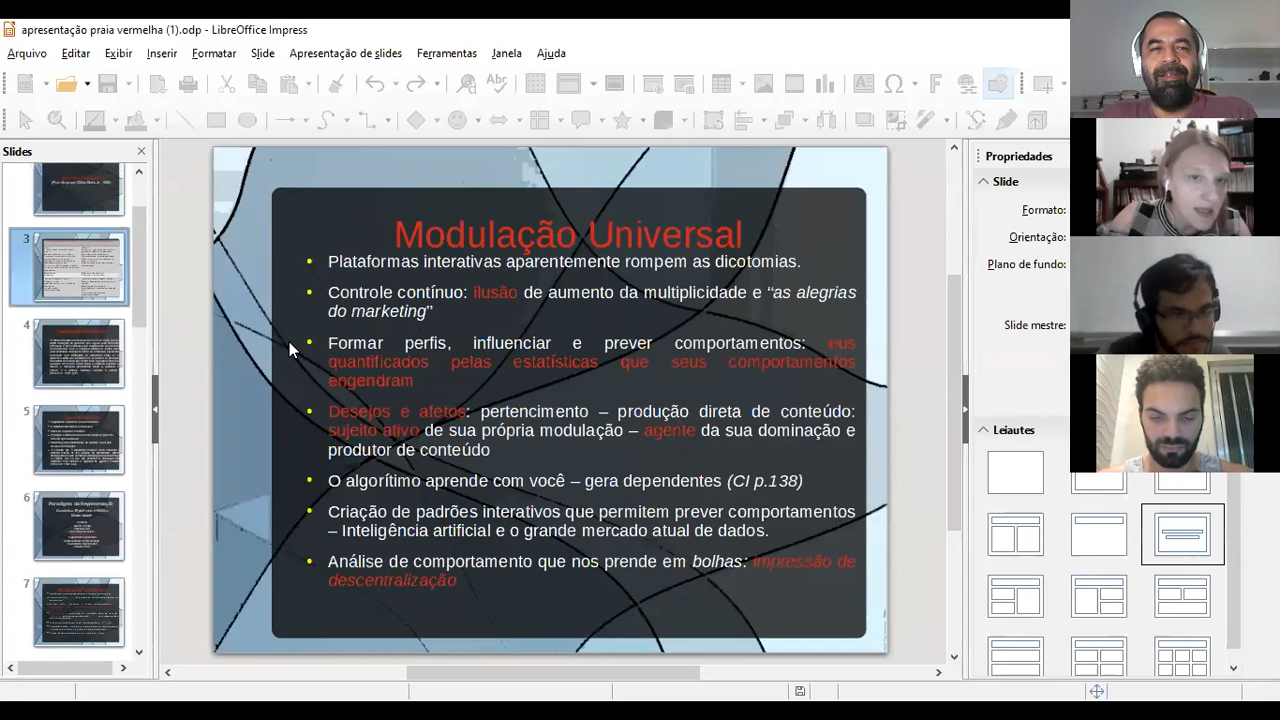 apresentação praia vermelha (1).odp - LibreOffice Impress
Arquivo Editar Exibir Inserir Formatar Slide Apresentação de slides Ferramentas Janela Ajuda
Slides
3
4
5
6
7
Modulação Universal
• Plataformas interativas aparentemente rompem as dicotomias.
• Controle contínuo: ilusão de aumento da multiplicidade e “as alegrias
do marketing”
• Formar perfis, influenciar e prever comportamentos: eus
quantificados pelas estatísticas que seus comportamentos
engendram
• Desejos e afetos: pertencimento – produção direta de conteúdo:
sujeito ativo de sua própria modulação – agente da sua dominação e
produtor de conteúdo
• O algorítimo aprende com você – gera dependentes (CI p.138)
• Criação de padrões interativos que permitem prever comportamentos
– inteligência artificial e o grande mercado atual de dados.
• Análise de comportamento que nos prende em bolhas: impressão de
descentralização
Propriedades
Slide
Formato:
Orientação:
Plano de fundo:
Slide mestre:
Leiautes